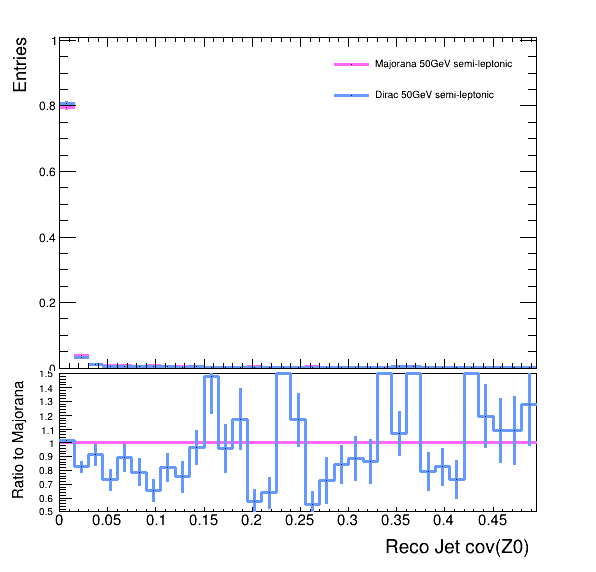 Entries
1
0.8
0.6
0.4
0.2
0
Majorana 50GeV semi-leptonic
Dirac 50GeV semi-leptonic
Ratio to Majorana
1.5
1.4
1.3
1.2
1.1
1
0.9
0.8
0.7
0.6
0.5
0 0.05 0.1 0.15 0.2 0.25 0.3 0.35 0.4 0.45
Reco Jet cov(Z0)